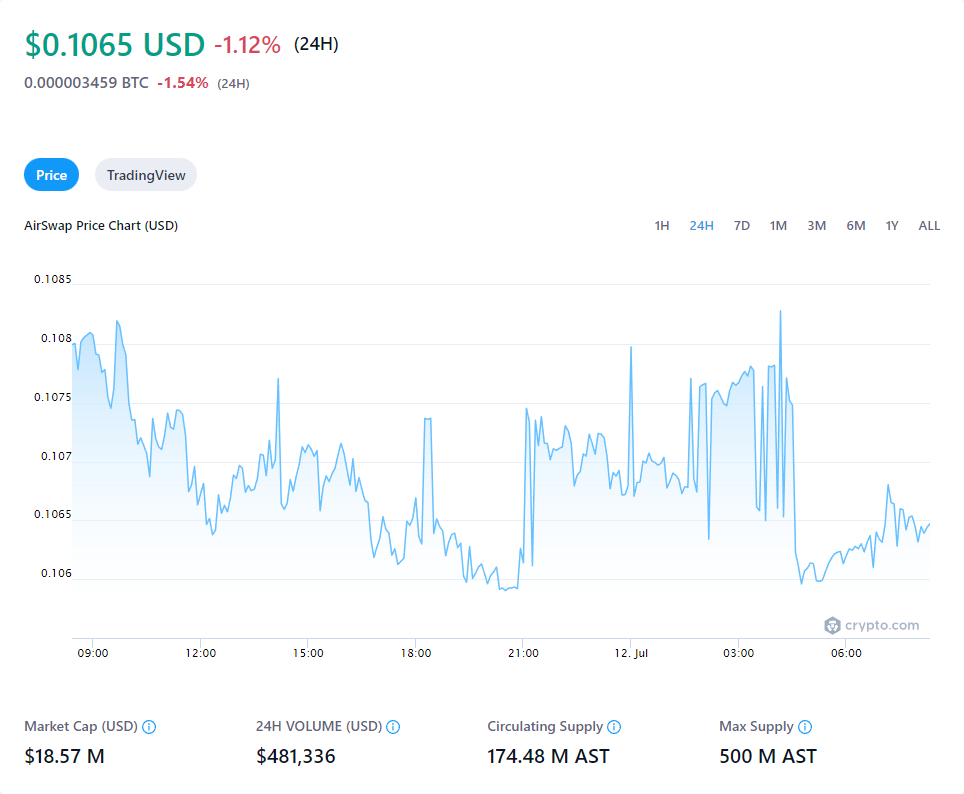 $0.1065 USD -1.12% (24H)
0.000003459 BTC -1.54% (24H)
Price TradingView
AirSwap Price Chart (USD) 1H 24H 7D 1M 3M 6M 1Y ALL
0.1085
0.108
0.1075
0.107
0.1065
0.106
crypto.com
09:00 12:00 15:00 18:00 21:00 12. Jul 03:00 06:00
Market Cap (USD) 24H VOLUME (USD) Circulating Supply Max Supply
$18.57 M $481,336 174.48 M AST 500 M AST